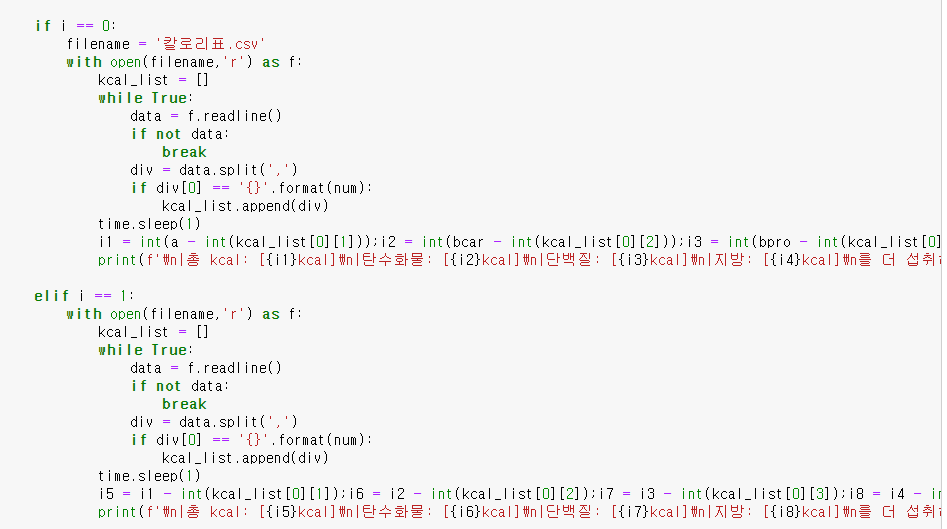 if i == 0:
filename = '칼로리표.csv'
with open(filename,'r') as f:
kcal_list = []
while True:
data = f.readline()
if not data:
break
div = data.split(',')
if div[0] == '{}'.format(num):
kcal_list.append(div)
time.sleep(1)
i1 = int(a - int(kcal_list[0][1]));i2 = int(bcar - int(kcal_list[0][2]));i3 = int(bpro - int(kcal_list[0]
print(f'₩n|총 kcal: [{i1}kcal]₩n|탄수화물: [{i2}kcal]₩n|단백질: [{i3}kcal]₩n|지방: [{i4}kcal]₩n를 더 섭취
elif i == 1:
with open(filename,'r') as f:
kcal_list = []
while True:
data = f.readline()
if not data:
break
div = data.split(',')
if div[0] == '{}'.format(num):
kcal_list.append(div)
time.sleep(1)
i5 = i1 - int(kcal_list[0][1]);i6 = i2 - int(kcal_list[0][2]);i7 = i3 - int(kcal_list[0][3]);i8 = i4 - in
print(f'₩n|총 kcal: [{i5}kcal]₩n|탄수화물: [{i6}kcal]₩n|단백질: [{i7}kcal]₩n|지방: [{i8}kcal]₩n를 더 섭취